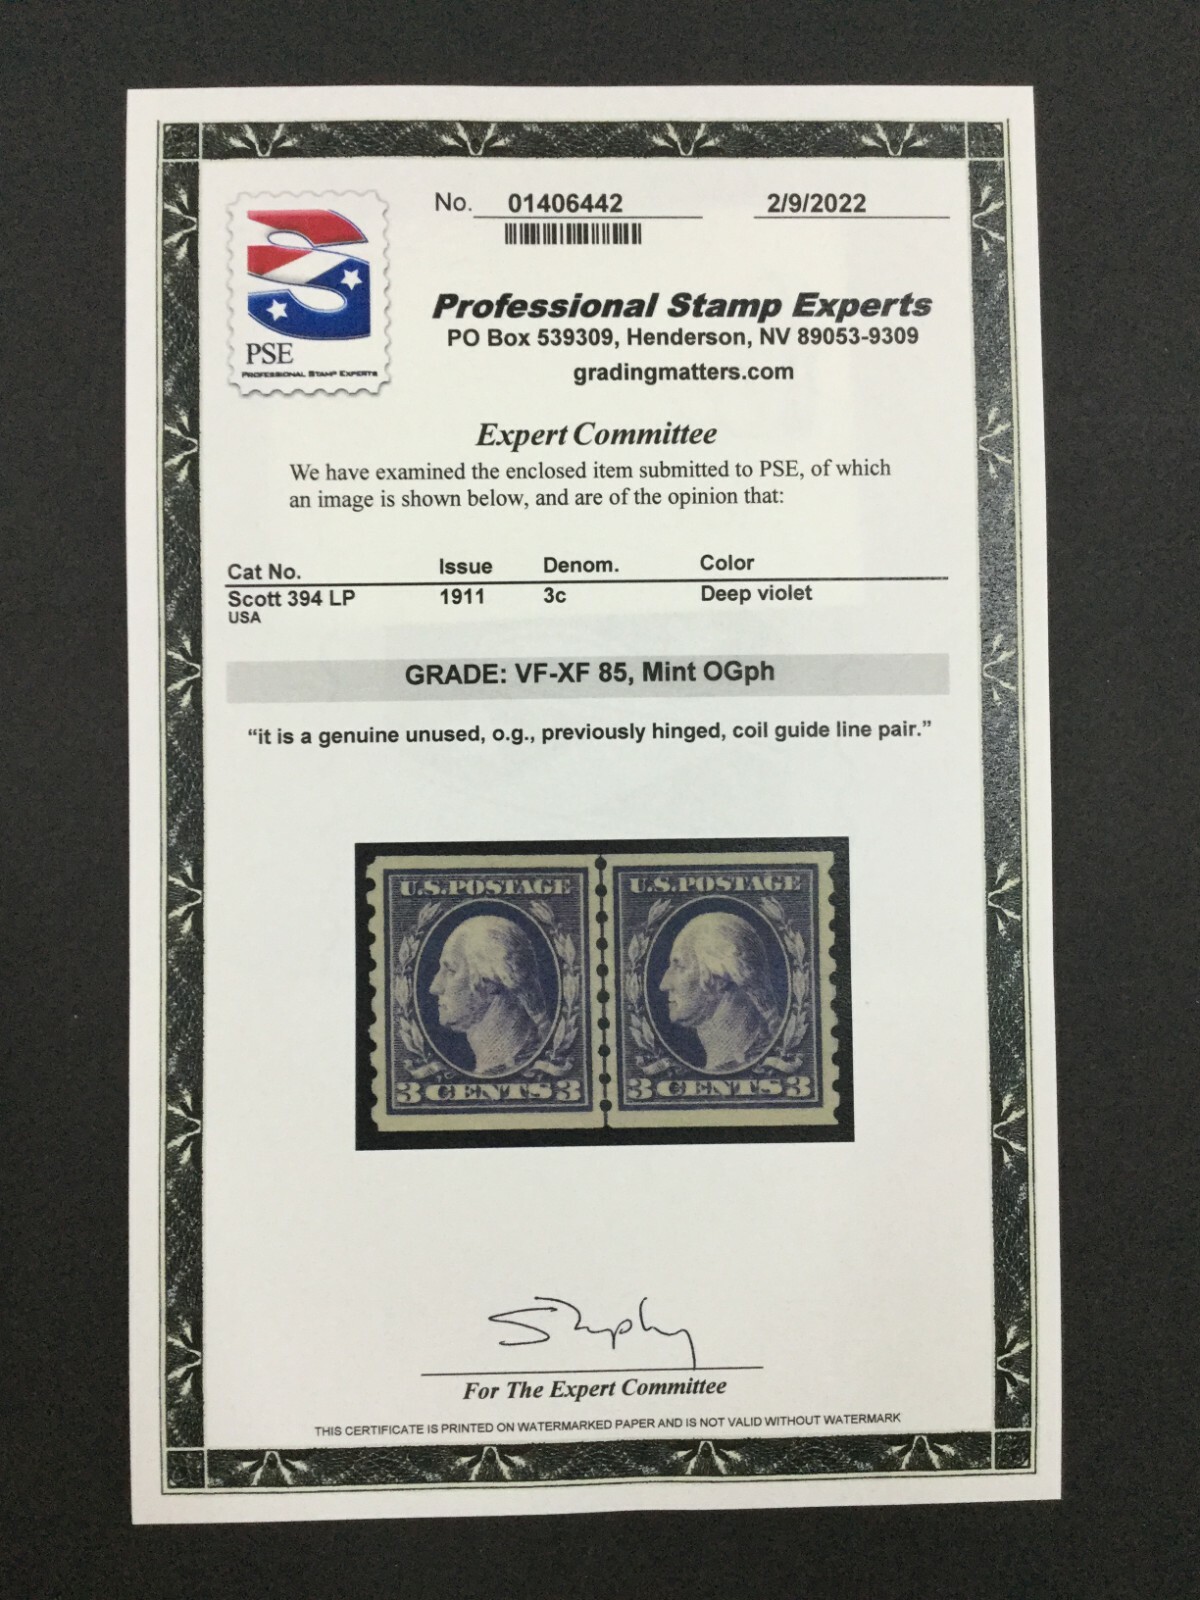 No. 01406442 2/9/2022
PSE
PROFESSIONAL STAMP EXPERTS
Professional Stamp Experts
PO Box 539309, Henderson, NV 89053-9309
gradingmatters.com
Expert Committee
We have examined the enclosed item submitted to PSE, of which
an image is shown below, and are of the opinion that:
Cat No. Issue Denom. Color
Scott 394 LP 1911 3c Deep violet
USA
GRADE: VF-XF 85, Mint OGph
“it is a genuine unused, o.g., previously hinged, coil guide line pair.”
U.S.POSTAGE U.S.POSTAGE
3 CENTS 3 3 CENTS 3
For The Expert Committee
THIS CERTIFICATE IS PRINTED ON WATERMARKED PAPER AND IS NOT VALID WITHOUT WATERMARK